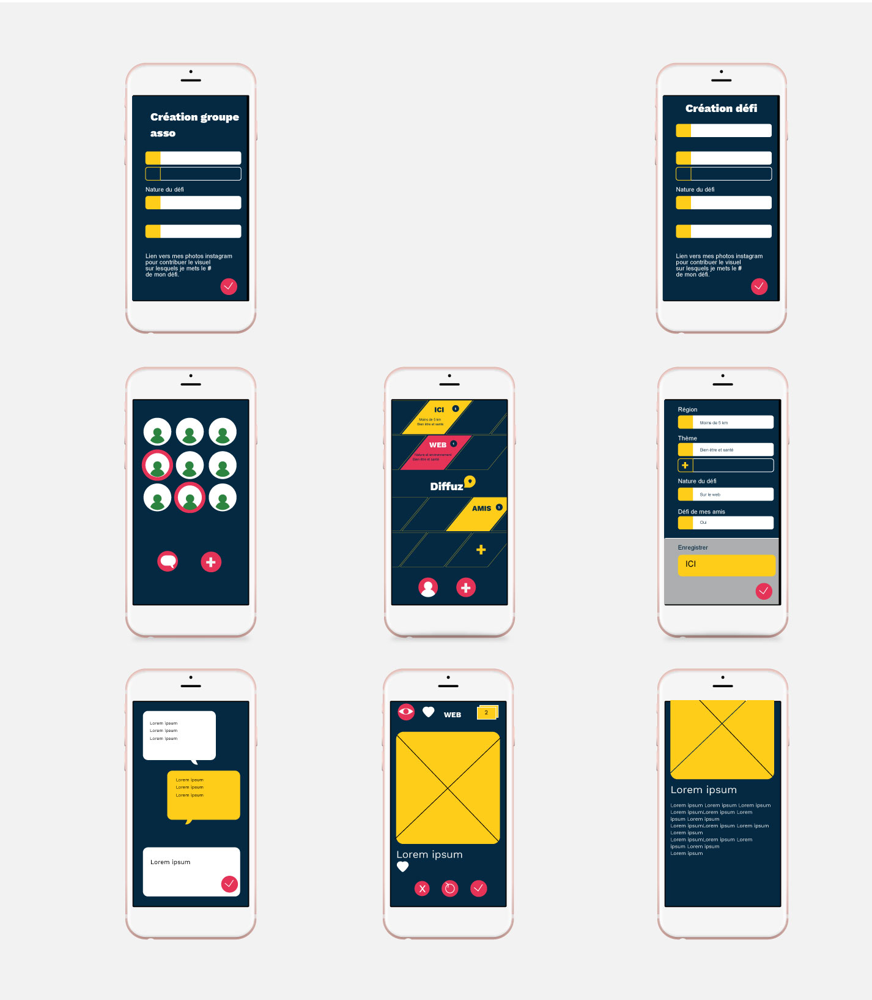 Création groupe
asso
Nature du défi
Lien vers mes photos instagram
pour contribuer le visuel
sur lesquels je mets le #
de mon défi.
Création défi
Nature du défi
Lien vers mes photos instagram
pour contribuer le visuel
sur lesquels je mets le #
de mon défi.
ICI 5
Moins de 5 km
Bien être et santé
WEB 1
Nature et environnement
Bien être et santé
Diffuz
AMIS 5
Région
Moins de 5 km
Thème
Bien être et santé
Nature du défi
Sur le web
Défi de mes amis
Oui
Enregistrer
ICI
Lorem ipsum
Lorem ipsum
Lorem ipsum
Lorem ipsum
Lorem ipsum
Lorem ipsum
Lorem ipsum
WEB 2
Lorem ipsum
X
Lorem ipsum
Lorem ipsum Lorem ipsum Lorem ipsum
Lorem ipsumLorem ipsum Lorem
ipsum Lorem ipsum
Lorem ipsumLorem ipsum Lorem ipsum
Lorem ipsum
Lorem ipsumLorem ipsum Lorem
ipsum Lorem ipsum
Lorem ipsum